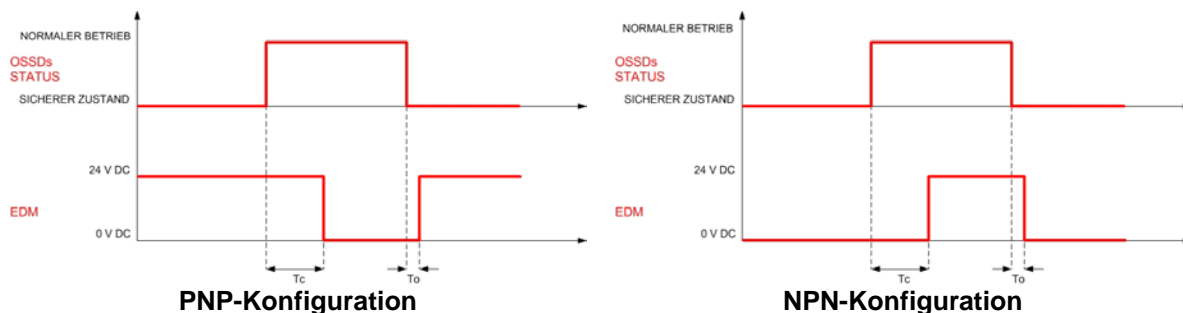 NORMALER BETRIEB
OSSDs
STATUS
SICHERER ZUSTAND
24 V DC
EDM
0 V DC
Tc
To
PNP-Konfiguration
NORMALER BETRIEB
OSSDs
STATUS
SICHERER ZUSTAND
24 V DC
EDM
0 V DC
Tc
To
NPN-Konfiguration